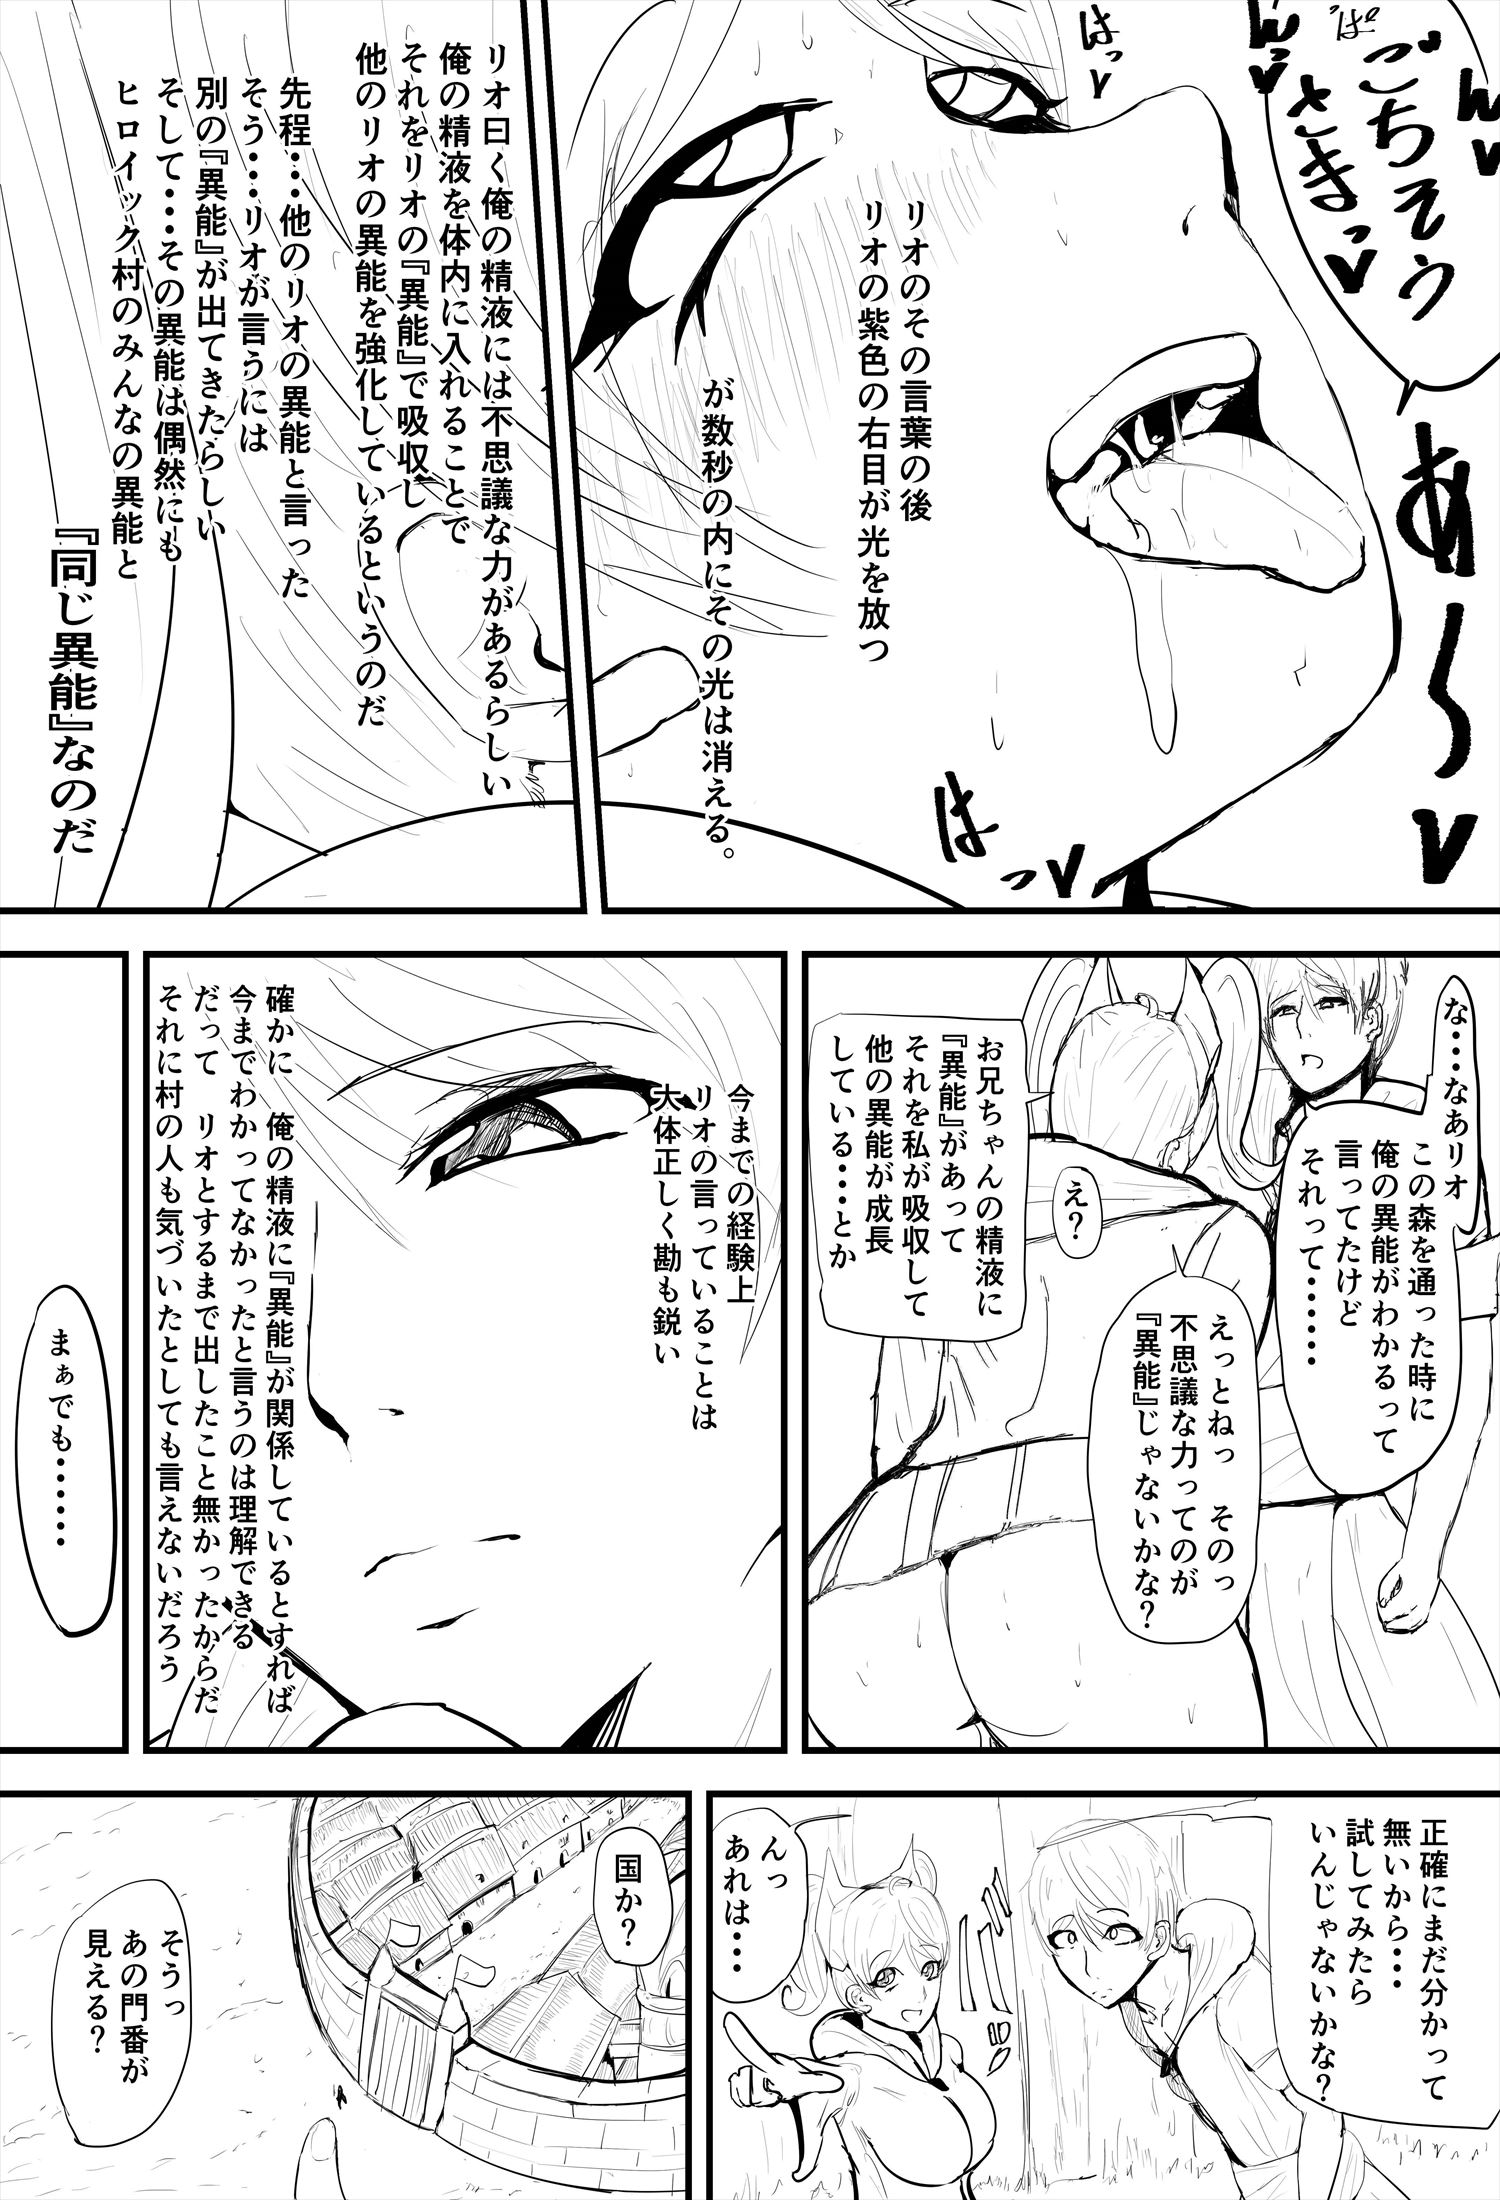 ごちそう
さまっ
ぱっ
んっ
んっ
はっ
あ〜
はっ
リオのその言葉の後
リオの紫色の右目が光を放つ
が数秒の内にその光は消える。
リオ曰く俺の精液には不思議な力があるらしい
俺の精液を体内に入れることで
それをリオの『異能』で吸収し
他のリオの異能を強化しているというのだ
先程・・・他のリオの異能と言った
そう・・・リオが言うには
別の『異能』が出てきたらしい
そして・・・その異能は偶然にも
ヒロイック村のみんなの異能と
『同じ異能』なのだ
な・・・なあリオ
この森を通った時に
俺の異能がわかるって
言ってたけど
それって・・・・・・
え?
えっとねっ そのっ
不思議な力ってのが
『異能』じゃないかな?
お兄ちゃんの精液に
『異能』があって
それを私が吸収して
他の異能が成長
している・・・とか
今までの経験上
リオの言っていることは
大体正しく勘も鋭い
確かに 俺の精液に『異能』が関係しているとすれば
今までわかってなかったと言うのは理解できる
だって リオとするまで出したこと無かったからだ
それに村の人も気づいたとしても言えないだろう
まぁでも・・・・・・
正確にまだ分かって
無いから・・・
試してみたら
いんじゃないかな?
んっ
あれは・・・
国か?
そうっ
あの門番が
見える?